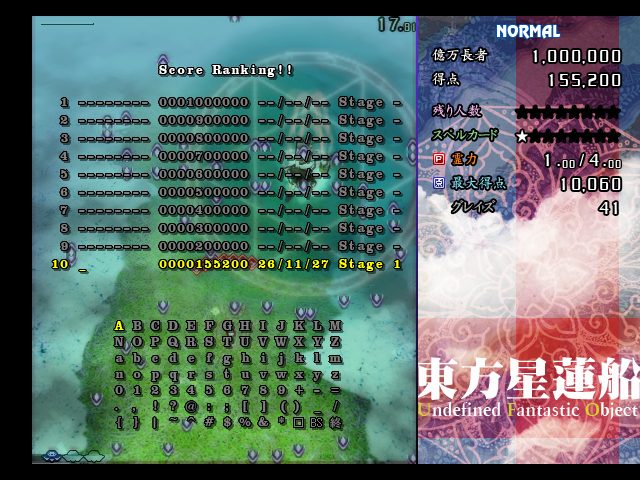 17.81
Score Ranking!!
1 -------- 0001000000 --/--/-- Stage -
2 -------- 0000900000 --/--/-- Stage -
3 -------- 0000800000 --/--/-- Stage -
4 -------- 0000700000 --/--/-- Stage -
5 -------- 0000600000 --/--/-- Stage -
6 -------- 0000500000 --/--/-- Stage -
7 -------- 0000400000 --/--/-- Stage -
8 -------- 0000300000 --/--/-- Stage -
9 -------- 0000200000 --/--/-- Stage -
10 _ 0000155200 26/11/27 Stage 1
A B C D E F G H I J K L M
N O P Q R S T U V W X Y Z
a b c d e f g h i j k l m
n o p q r s t u v w x y z
0 1 2 3 4 5 6 7 8 9 + - =
. , ! ? @ : ; [ ] ( ) _ /
{ } | ~ ^ # $ % & * □ BS 終
NORMAL
億万長者 1,000,000
得点 155,200
残り人数
スペルカード
P 霊力 1.00/4.00
点 最大得点 10,060
グレイズ 41
東方星蓮船
Undefined Fantastic Object